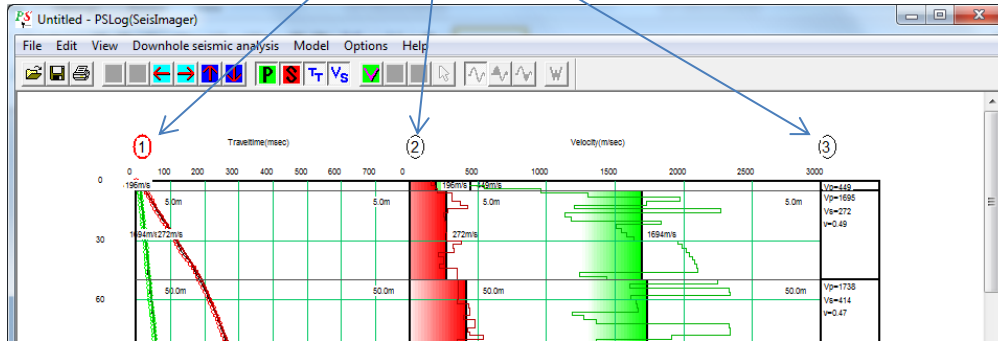 Untitled - PSLog(SeisImager)
File Edit View Downhole seismic analysis Model Options Help
P S TT VS W
(1) Traveltime(msec) (2) Velocity(m/sec) (3)
0 100 200 300 400 500 600 700 0 500 1000 1500 2000 2500 3000
0 196m/s 196m/s 449m/s Vp=449
5.0m 5.0m 5.0m 5.0m Vp=1695
Vs=272
v=0.49
30 1694m/s 272m/s 272m/s 1694m/s
50.0m 50.0m 50.0m 50.0m Vp=1738
60 Vs=414
v=0.47